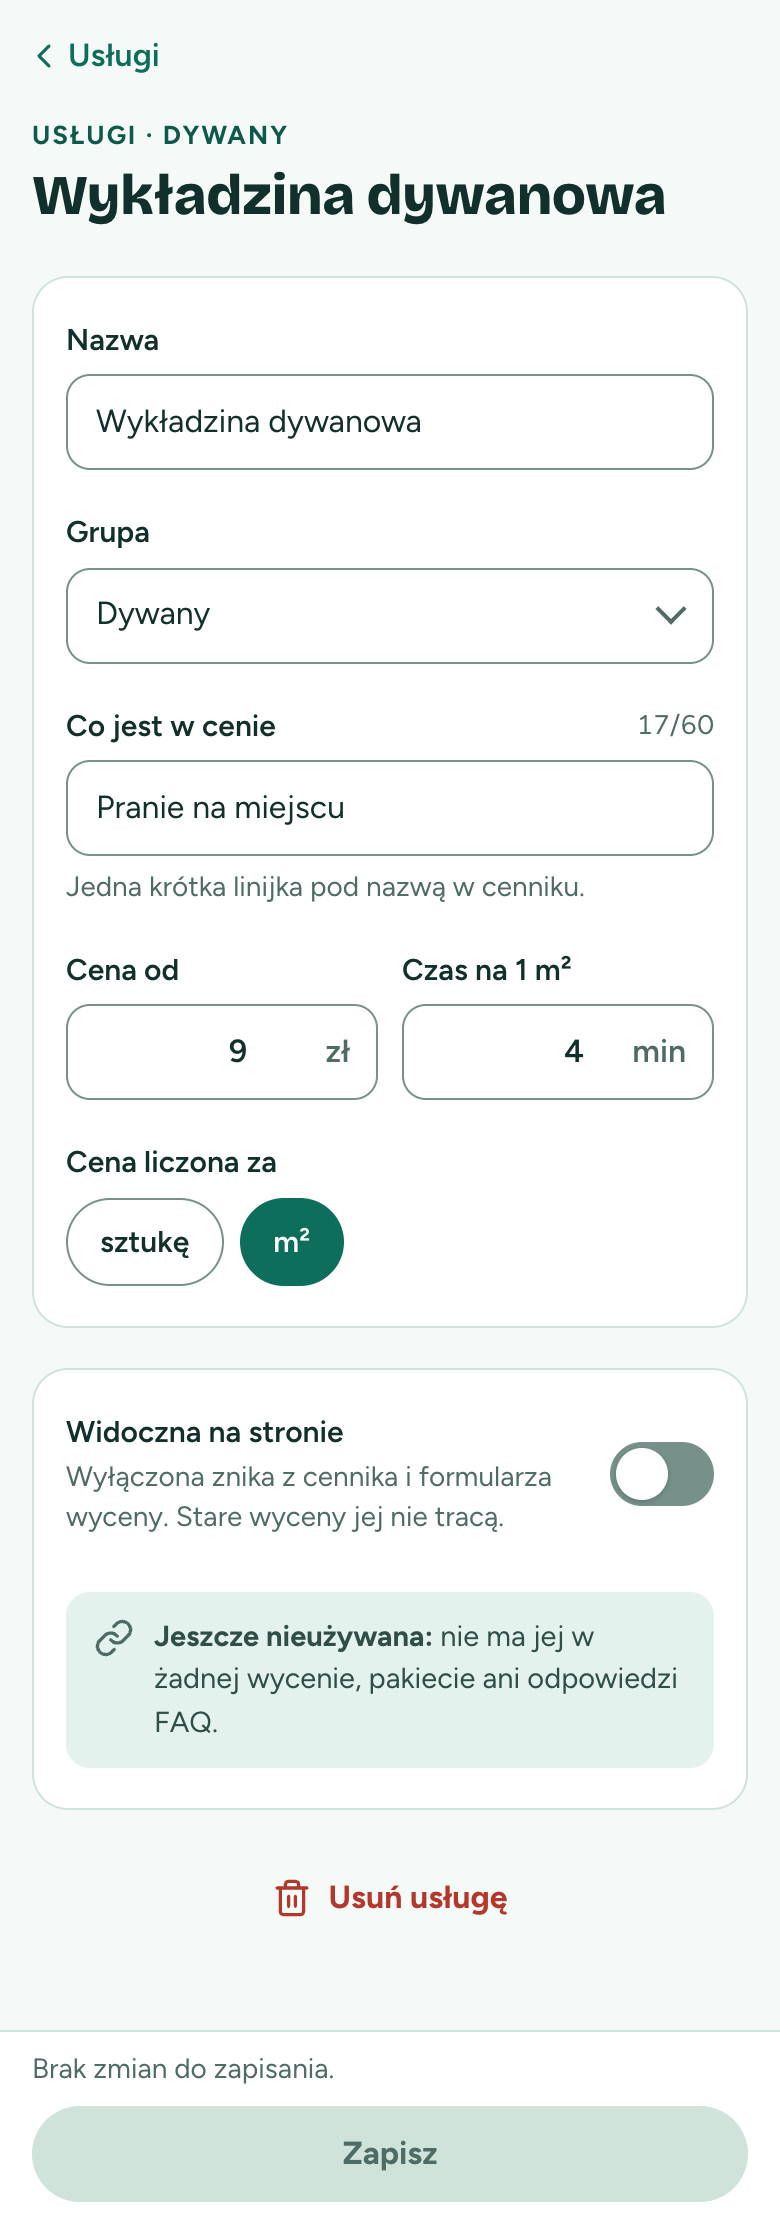 Usługi
USŁUGI · DYWANY
Wykładzina dywanowa
Nazwa
Wykładzina dywanowa
Grupa
Dywany
Co jest w cenie 17/60
Pranie na miejscu
Jedna krótka linijka pod nazwą w cenniku.
Cena od Czas na 1 m²
9 zł 4 min
Cena liczona za
sztukę m²
Widoczna na stronie
Wyłączona znika z cennika i formularza
wyceny. Stare wyceny jej nie tracą.
Jeszcze nieużywana: nie ma jej w
żadnej wycenie, pakiecie ani odpowiedzi
FAQ.
Usuń usługę
Brak zmian do zapisania.
Zapisz